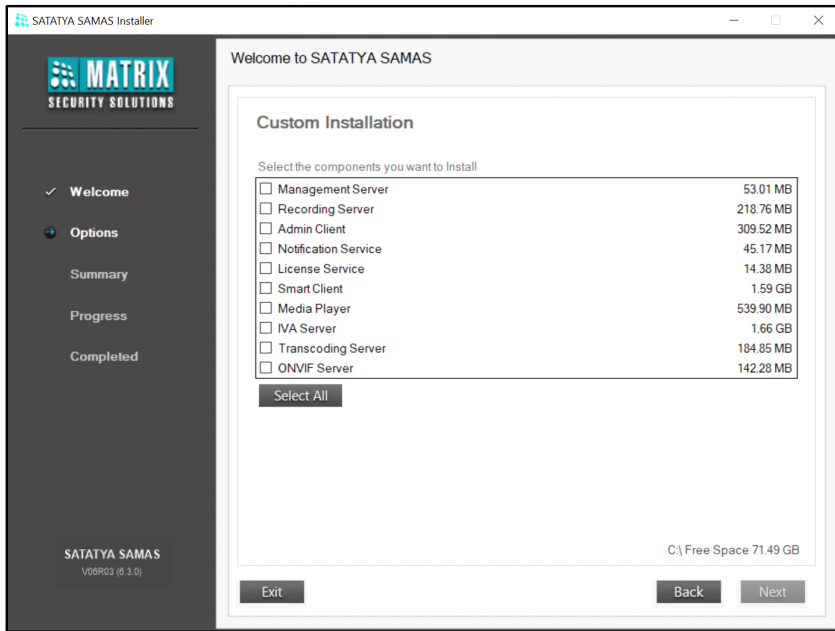 SATATYA SAMAS Installer
MATRIX
SECURITY SOLUTIONS
Welcome
Options
Summary
Progress
Completed
SATATYA SAMAS
V06R03 (6.3.0)
Welcome to SATATYA SAMAS
Custom Installation
Select the components you want to Install
Management Server 53.01 MB
Recording Server 218.76 MB
Admin Client 309.52 MB
Notification Service 45.17 MB
License Service 14.38 MB
Smart Client 1.59 GB
Media Player 539.90 MB
IVA Server 1.66 GB
Transcoding Server 184.85 MB
ONVIF Server 142.28 MB
Select All
C:\ Free Space 71.49 GB
Exit Back Next